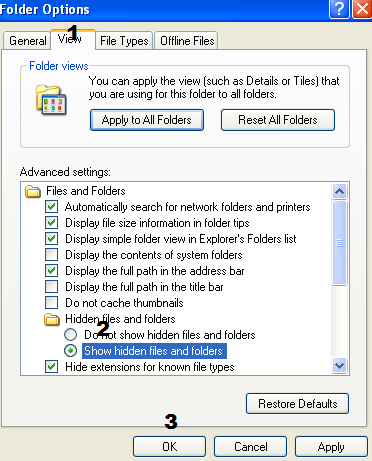 Folder Options
General
View
File Types
Offline Files
1
Folder views
You can apply the view (such as Details or Tiles) that
you are using for this folder to all folders.
Apply to All Folders
Reset All Folders
Advanced settings:
Files and Folders
Automatically search for network folders and printers
Display file size information in folder tips
Display simple folder view in Explorer's Folders list
Display the contents of system folders
Display the full path in the address bar
Display the full path in the title bar
Do not cache thumbnails
Hidden files and folders
2
Do not show hidden files and folders
Show hidden files and folders
Hide extensions for known file types
Restore Defaults
3
OK
Cancel
Apply